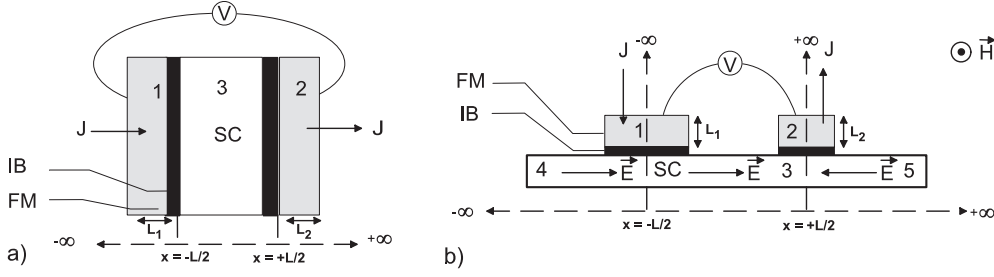 V
1
3
2
SC
J
J
IB
FM
L1
L2
-∞
+∞
x = -L/2
x = +L/2
a)
V
J
-∞
+∞
J
H
FM
IB
1
L1
2
L2
4
E
SC
E
3
E
5
-∞
+∞
x = -L/2
x = +L/2
b)